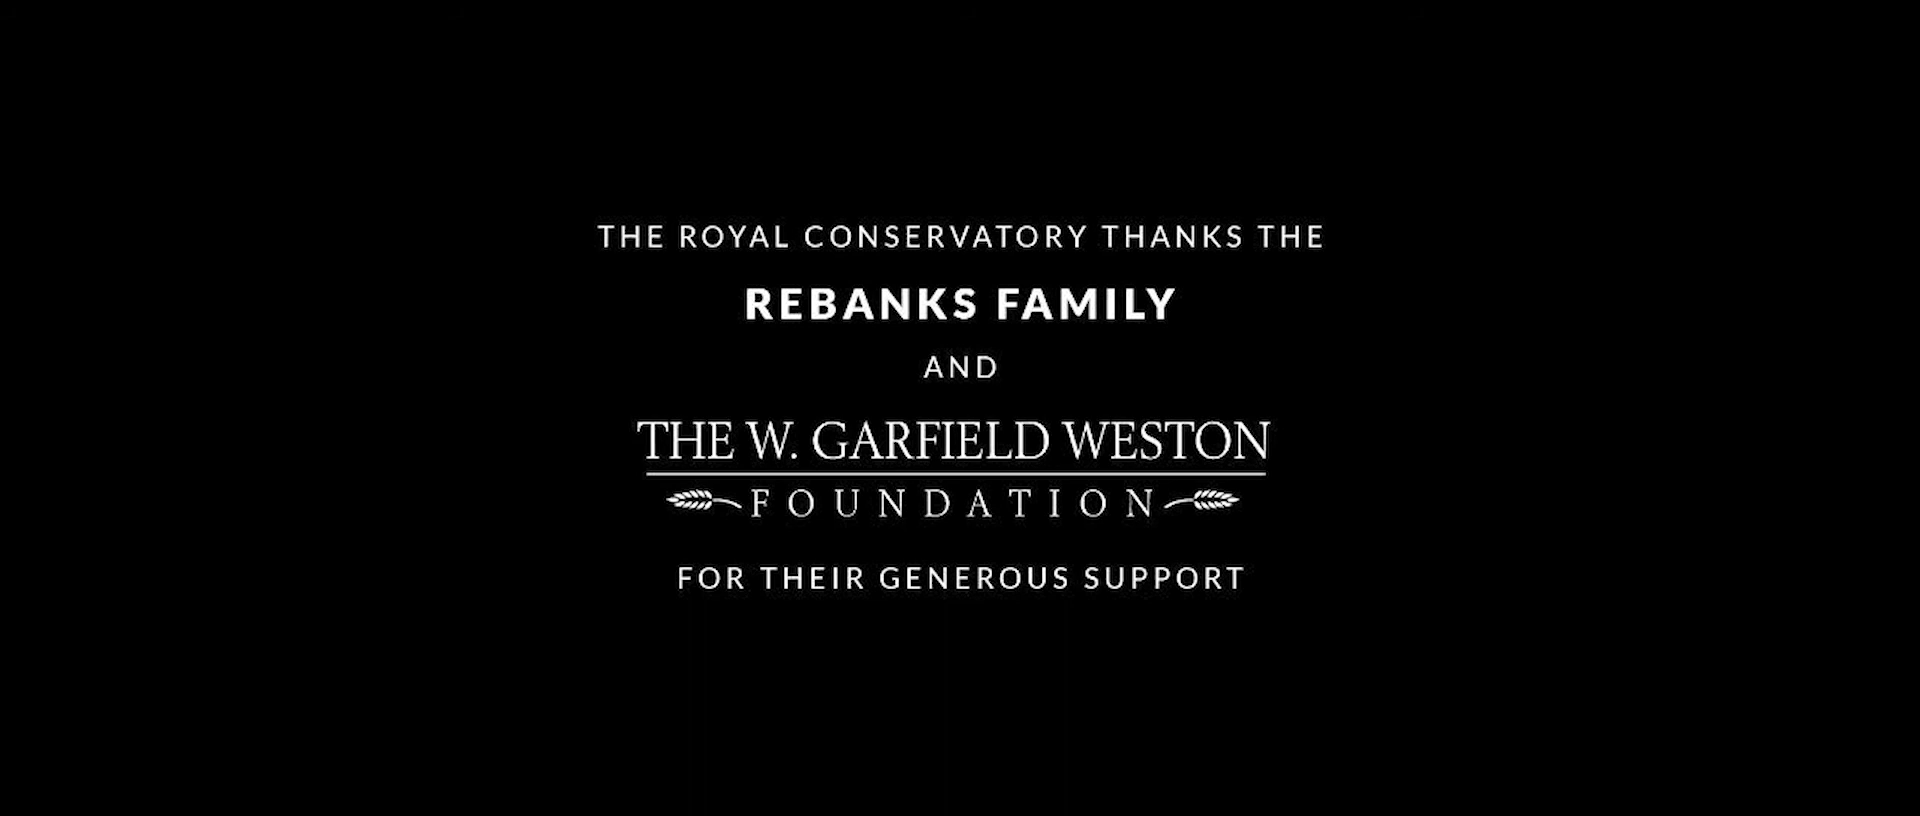 THE ROYAL CONSERVATORY THANKS THE
REBANKS FAMILY
AND
THE W. GARFIELD WESTON
FOUNDATION
FOR THEIR GENEROUS SUPPORT